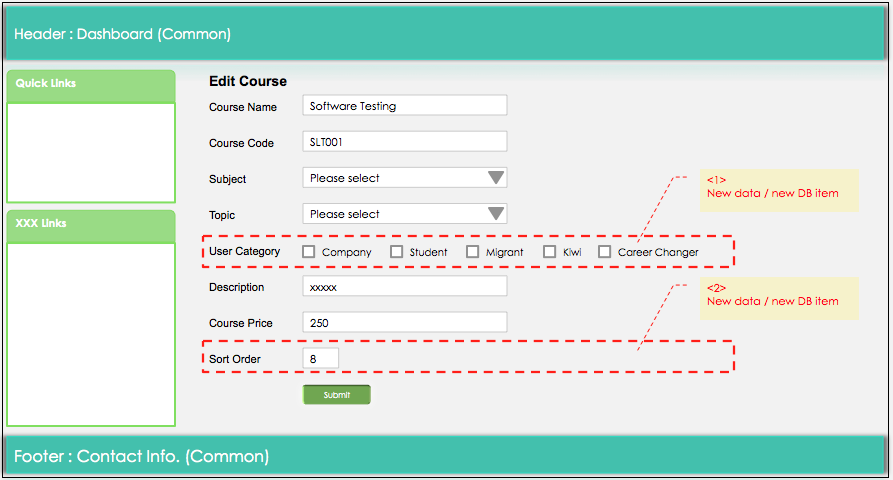 Header : Dashboard (Common)
Quick Links
XXX Links
Edit Course
Course Name Software Testing
Course Code SLT001
Subject Please select
Topic Please select
User Category Company Student Migrant Kiwi Career Changer
Description xxxxx
Course Price 250
Sort Order 8
Submit
<1>
New data / new DB item
<2>
New data / new DB item
Footer : Contact Info. (Common)